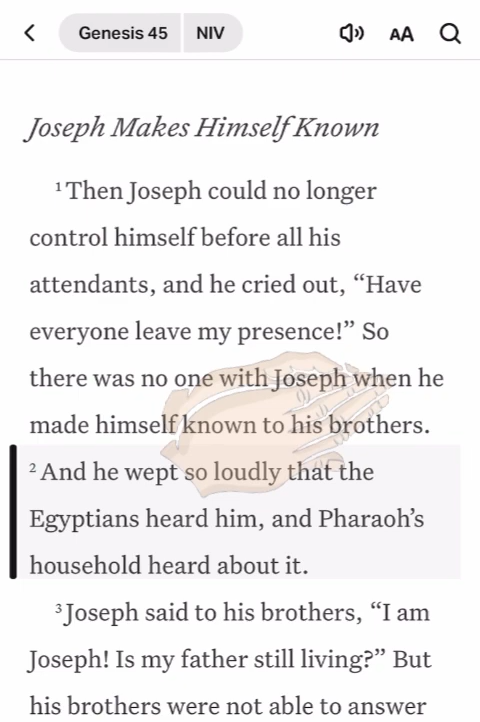 Genesis 45 NIV AA
Joseph Makes Himself Known
1 Then Joseph could no longer
control himself before all his
attendants, and he cried out, “Have
everyone leave my presence!” So
there was no one with Joseph when he
made himself known to his brothers.
2 And he wept so loudly that the
Egyptians heard him, and Pharaoh’s
household heard about it.
3 Joseph said to his brothers, “I am
Joseph! Is my father still living?” But
his brothers were not able to answer